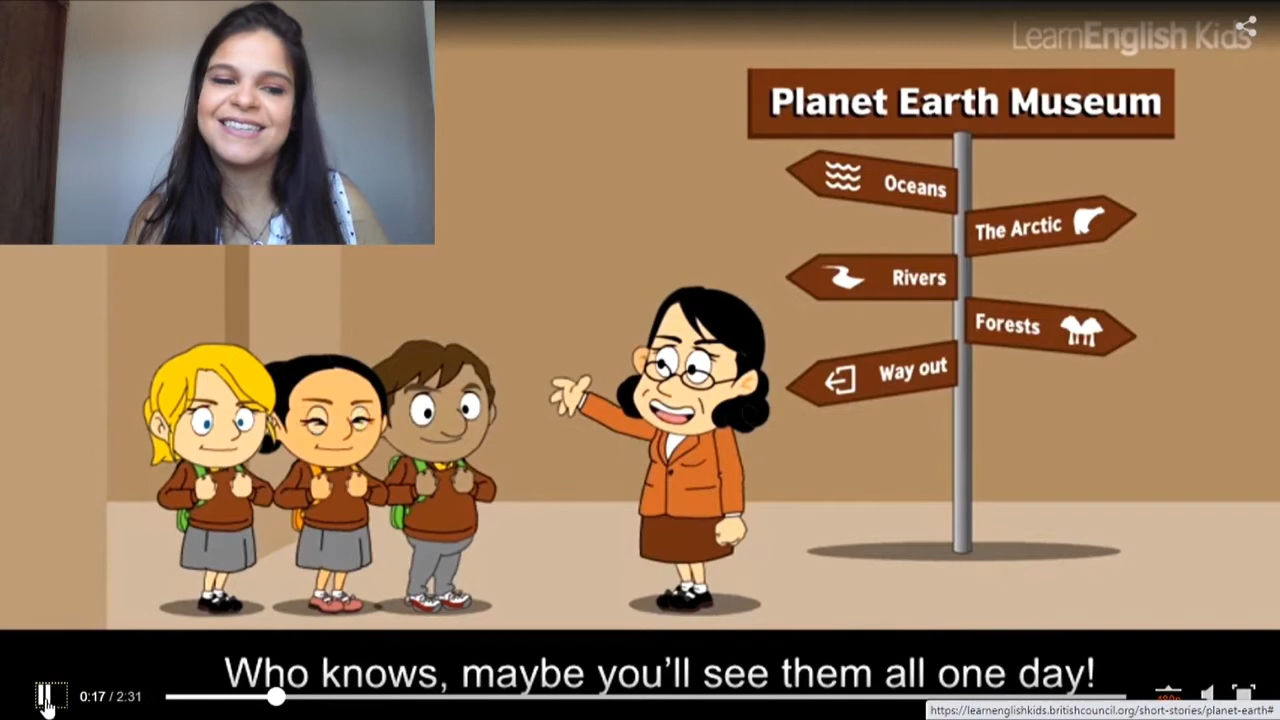 LearnEnglish Kids
Planet Earth Museum
Oceans
The Arctic
Rivers
Forests
Way out
Who knows, maybe you'll see them all one day!
0:17 / 2:31
480p
https://learnenglishkids.britishcouncil.org/short-stories/planet-earth#